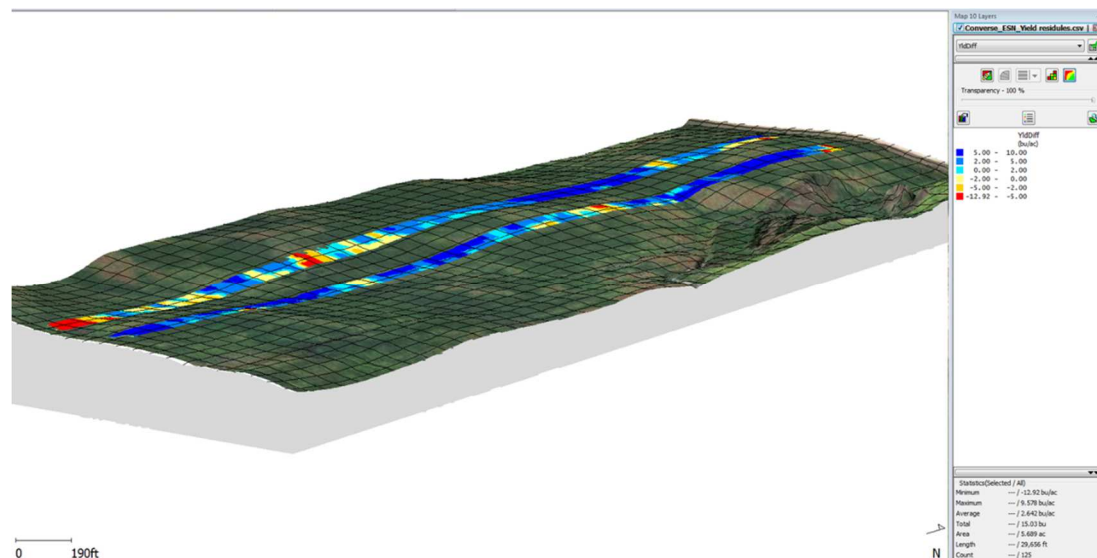 Map 10 Layers
Converse_ESN_Yield residules.csv
YldDiff
Transparency - 100 %
YldDiff
(bu/ac)
5.00 - 10.00
2.00 - 5.00
0.00 - 2.00
-2.00 - 0.00
-5.00 - -2.00
-12.92 - -5.00
Statistics(Selected / All)
Minimum --- / -12.92 bu/ac
Maximum --- / 9.578 bu/ac
Average --- / 2.642 bu/ac
Total --- / 15.03 bu
Area --- / 5.689 ac
Length --- / 29,656 ft
Count --- / 125
0 190ft
N